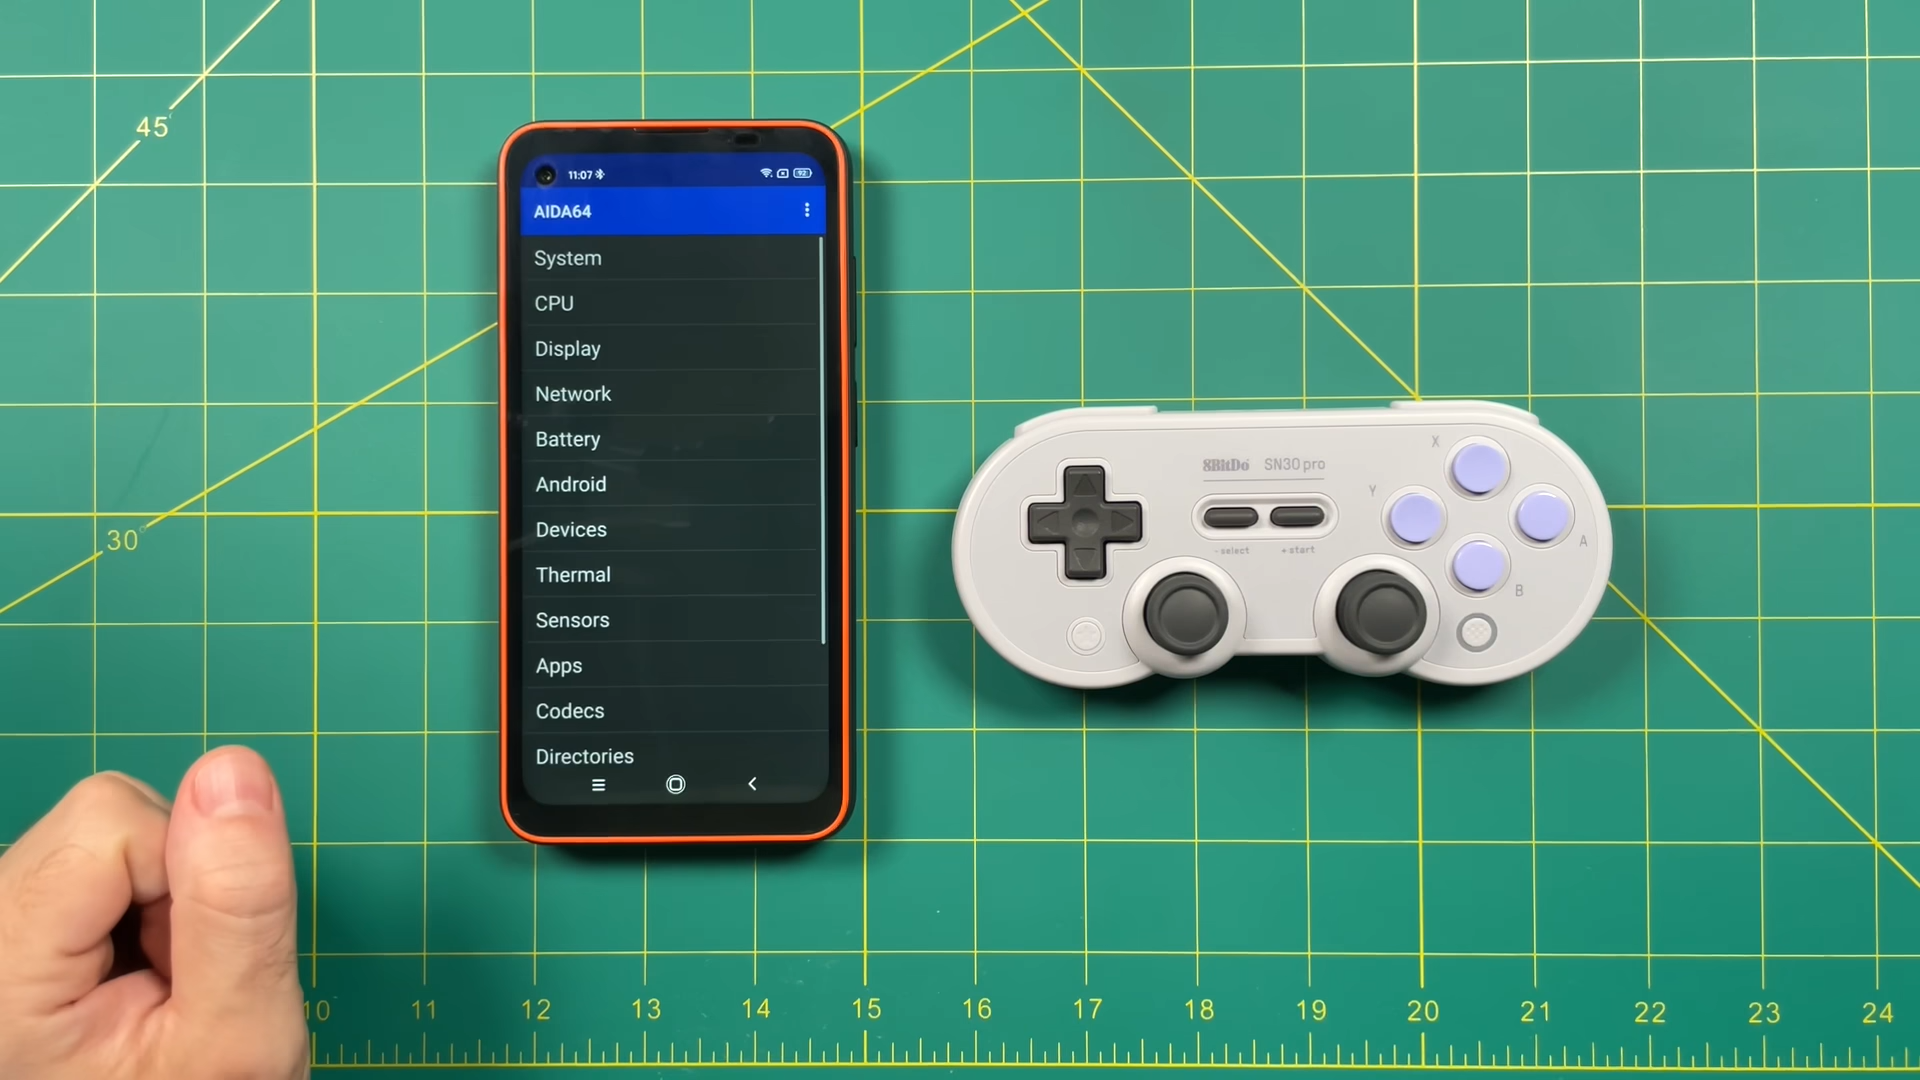 45°
30°
11:07
92
AIDA64
System
CPU
Display
Network
Battery
Android
Devices
Thermal
Sensors
Apps
Codecs
Directories
8BitDo SN30 pro
X
Y
A
B
- select
+ start
10 11 12 13 14 15 16 17 18 19 20 21 22 23 24